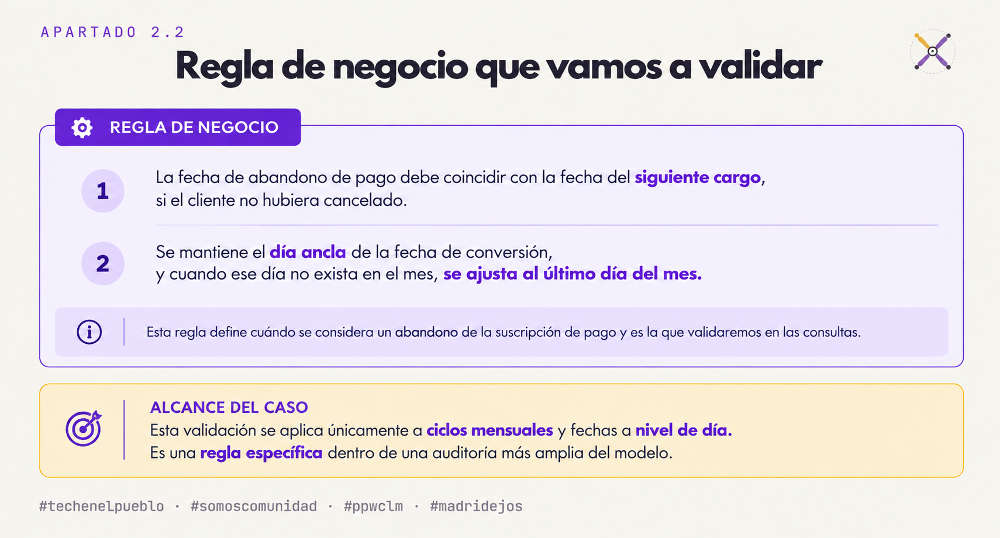 APARTADO 2.2
Regla de negocio que vamos a validar
REGLA DE NEGOCIO
1
La fecha de abandono de pago debe coincidir con la fecha del siguiente cargo,
si el cliente no hubiera cancelado.
2
Se mantiene el día ancla de la fecha de conversión,
y cuando ese día no exista en el mes, se ajusta al último día del mes.
Esta regla define cuándo se considera un abandono de la suscripción de pago y es la que validaremos en las consultas.
ALCANCE DEL CASO
Esta validación se aplica únicamente a ciclos mensuales y fechas a nivel de día.
Es una regla específica dentro de una auditoría más amplia del modelo.
#techenelpueblo · #somoscomunidad · #ppwclm · #madridejos